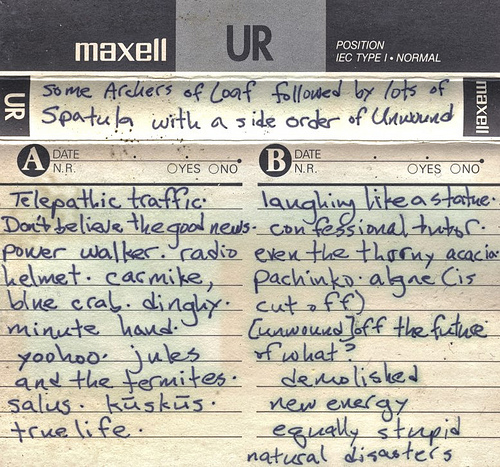 maxell UR POSITION
IEC TYPE I • NORMAL
UR Some Archers of Loaf followed by lots of maxell
Spatula with a side order of Unwound
A DATE
N.R. YES NO
Telepathic traffic.
Don't believe the good news.
power walker. radio
helmet. carmike,
blue crab. dinghy.
minute hand.
yoohoo. jules
and the termites.
salus. kūskūs.
true life.
B DATE
N.R. YES NO
laughing like a statue.
confessional tutor.
even the thorny acacia.
pachinko. algne (is
cut off)
[unwound] off the future
of what?
demolished
new energy
equally stupid
natural disasters